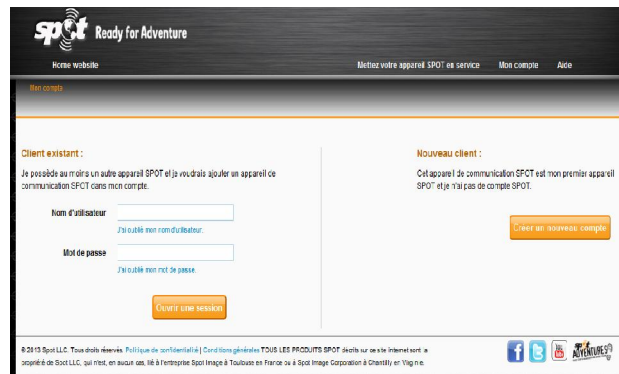 spot Ready for Adventure
Home website
Mettez votre appareil SPOT en service Mon compte Aide
Mon compte
Client existant :
Je possède au moins un autre appareil SPOT et je voudrais ajouter un appareil de
communication SPOT dans mon compte.
Nom d'utilisateur
J'ai oublié mon nom d'utilisateur.
Mot de passe
J'ai oublié mon mot de passe.
Ouvrir une session
Nouveau client :
Cet appareil de communication SPOT est mon premier appareil
SPOT et je n'ai pas de compte SPOT.
Créer un nouveau compte
© 2013 Spot LLC. Tous droits réservés. Politique de confidentialité | Conditions générales TOUS LES PRODUITS SPOT décrits sur ce site Internet sont la
propriété de Spot LLC, qui n'est, en aucun cas, lié à l'entreprise Spot Image à Toulouse en France ou à Spot Image Corporation à Chantilly en Virginie.
ADVENTURES